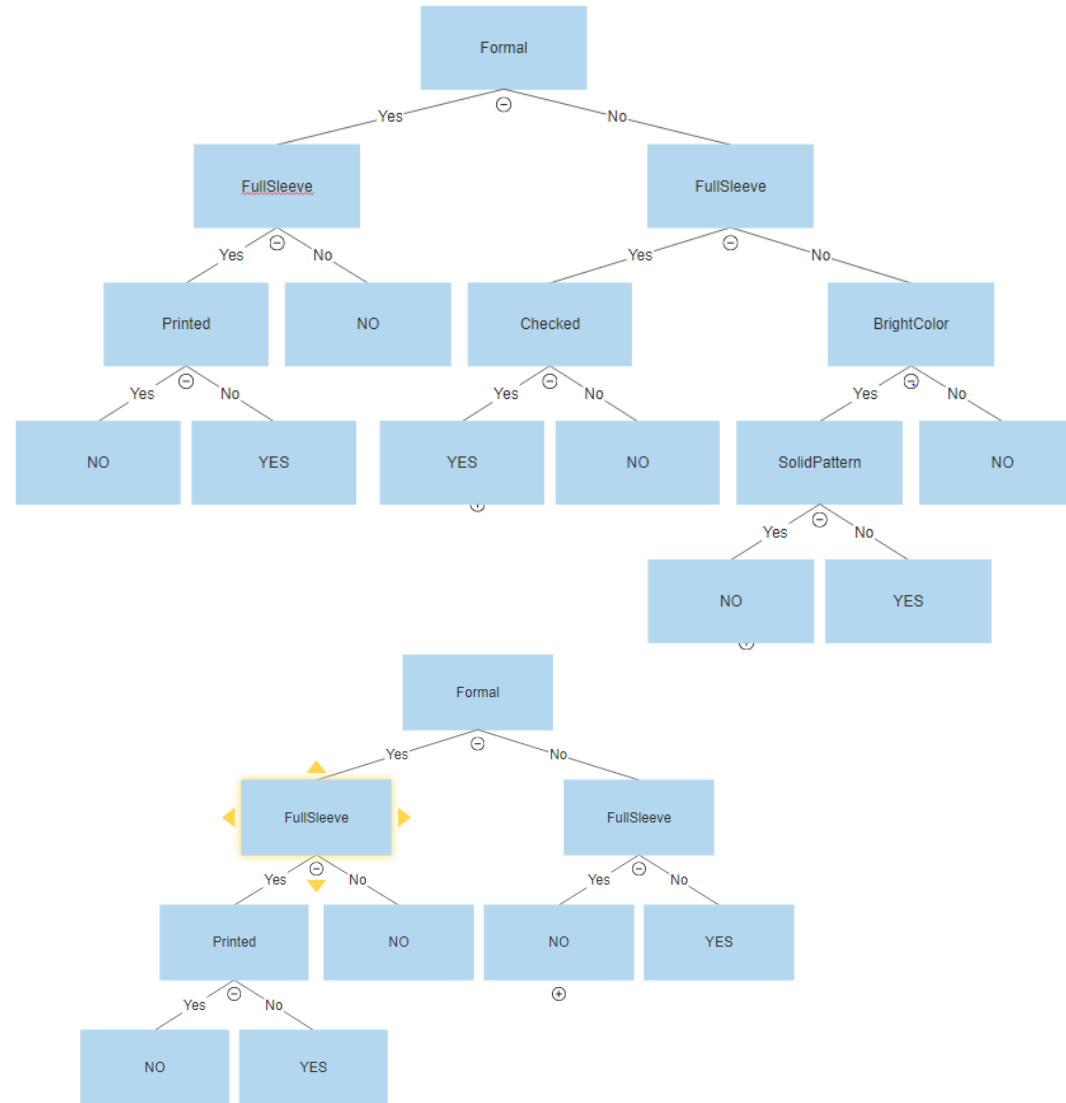 Formal
Yes No
FullSleeve FullSleeve
Yes No Yes No
Printed NO Checked BrightColor
Yes No Yes No Yes No
NO YES YES NO SolidPattern NO
Yes No
NO YES
Formal
Yes No
FullSleeve FullSleeve
Yes No Yes No
Printed NO NO YES
Yes No
NO YES